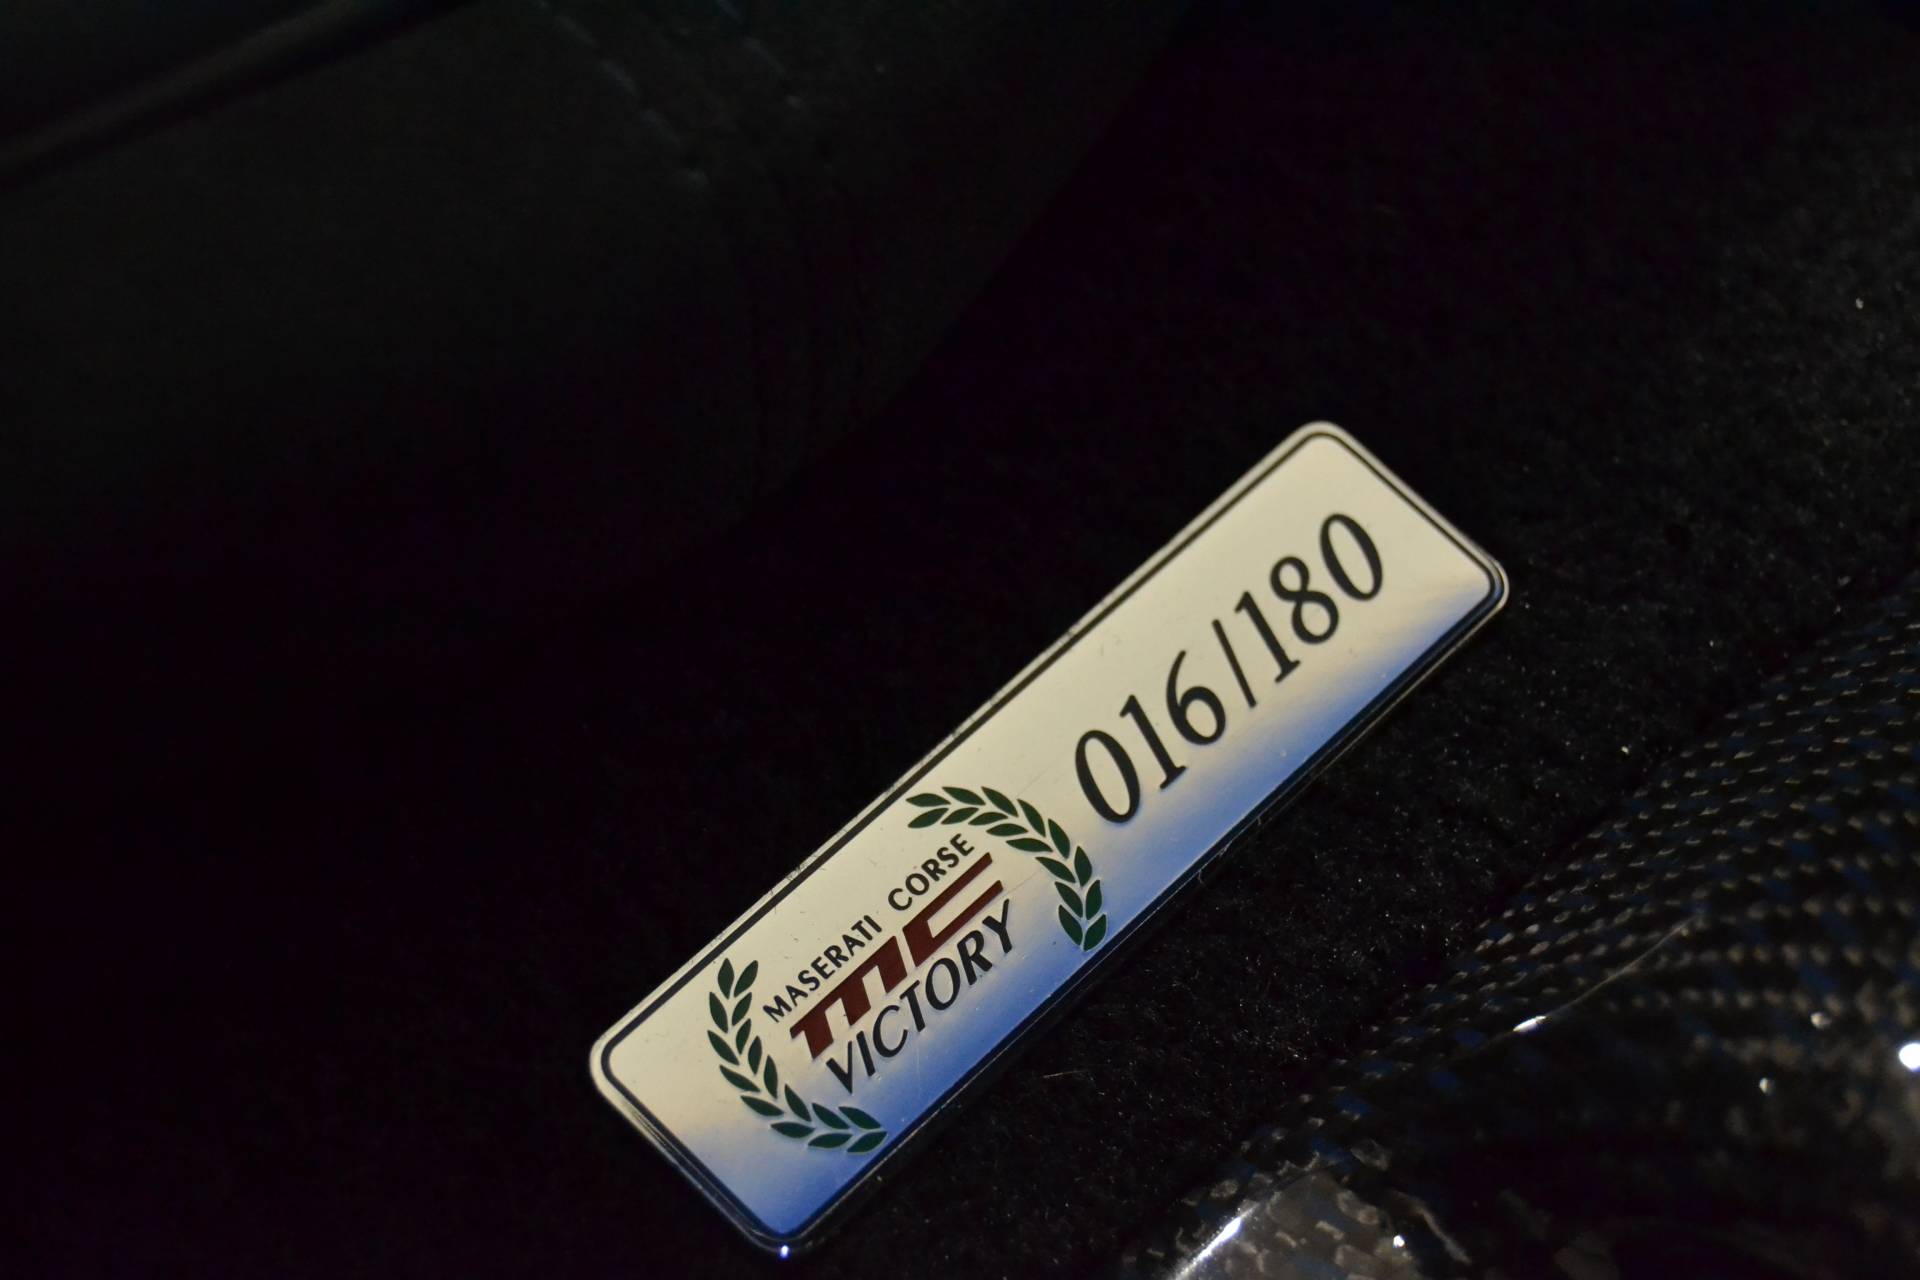 MASERATI CORSE
mc
VICTORY
016/180